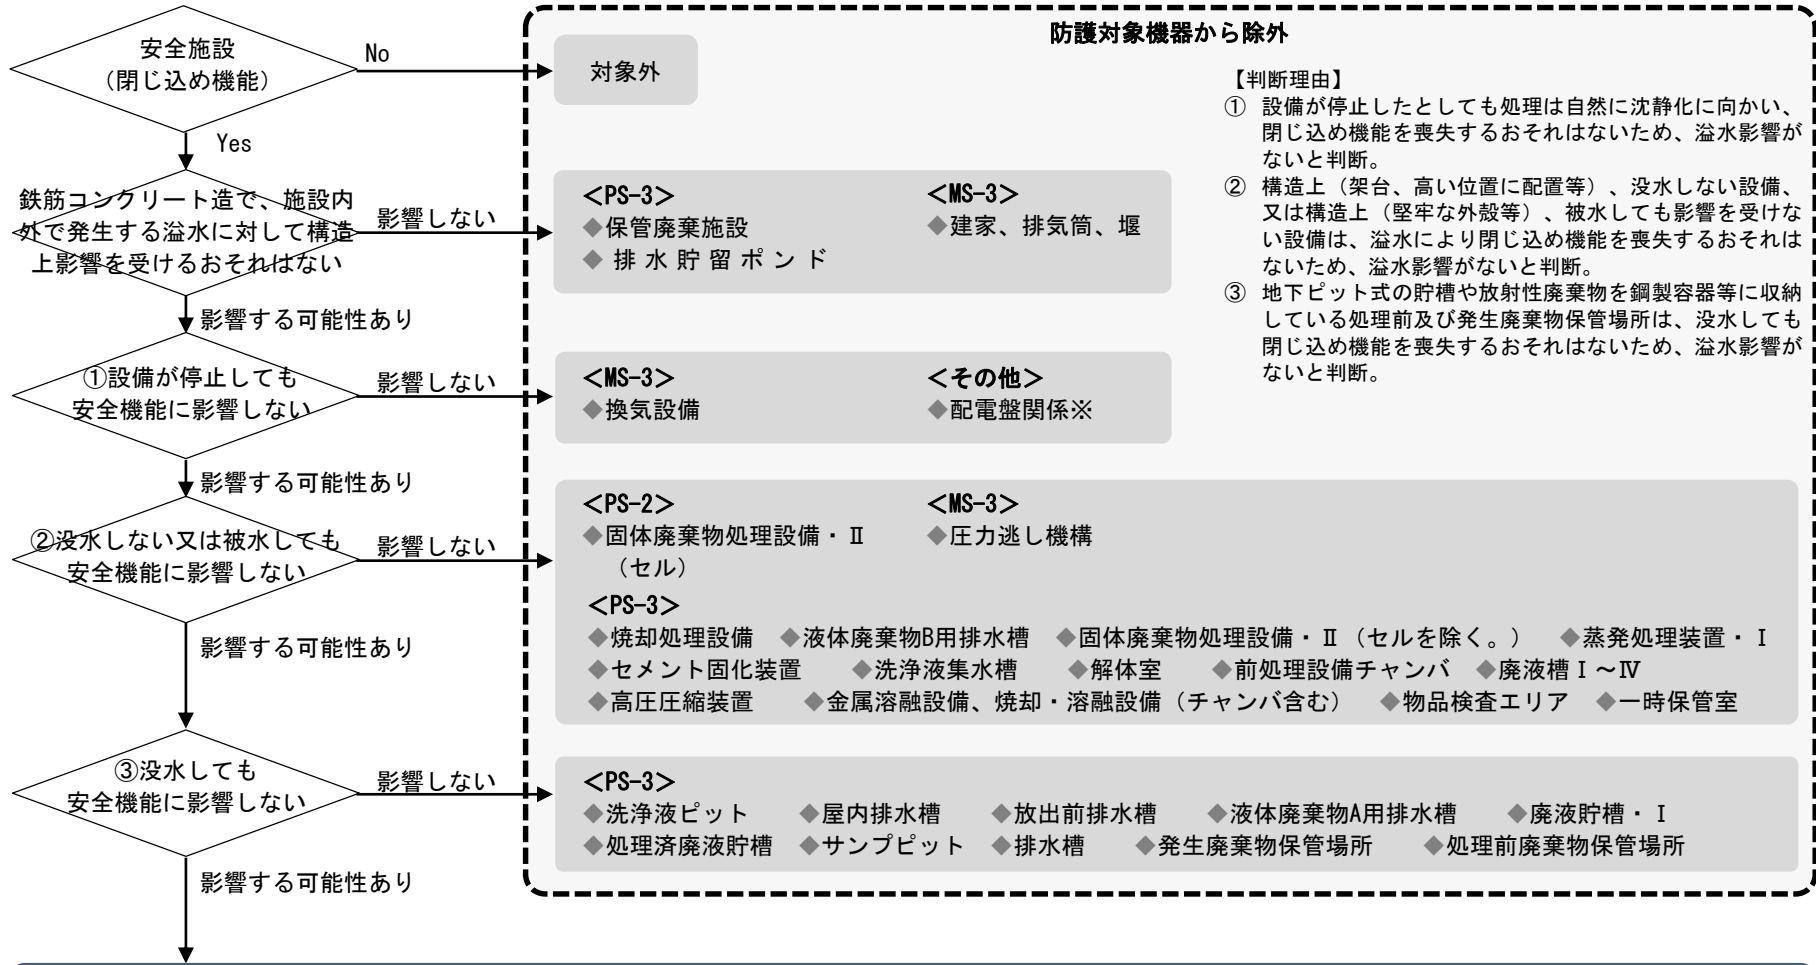 安全施設
（閉じ込め機能）
No
Yes
防護対象機器から除外
対象外
【判断理由】
① 設備が停止したとしても処理は自然に沈静化に向かい、
閉じ込め機能を喪失するおそれはないため、溢水影響が
ないと判断。
② 構造上（架台、高い位置に配置等）、没水しない設備、
又は構造上（堅牢な外殻等）、被水しても影響を受けな
い設備は、溢水により閉じ込め機能を喪失するおそれは
ないため、溢水影響がないと判断。
③ 地下ピット式の貯槽や放射性廃棄物を鋼製容器等に収納
している処理前及び発生廃棄物保管場所は、没水しても
閉じ込め機能を喪失するおそれはないため、溢水影響が
ないと判断。
鉄筋コンクリート造で、施設内
外で発生する溢水に対して構造
上影響を受けるおそれはない
影響しない
影響する可能性あり
＜PS-3＞ ＜MS-3＞
◆保管廃棄施設 ◆建家、排気筒、堰
◆排水貯留ポンド
①設備が停止しても
安全機能に影響しない
影響しない
影響する可能性あり
＜MS-3＞ ＜その他＞
◆換気設備 ◆配電盤関係※
②没水しない又は被水しても
安全機能に影響しない
影響しない
影響する可能性あり
＜PS-2＞ ＜MS-3＞
◆固体廃棄物処理設備・Ⅱ ◆圧力逃し機構
（セル）
＜PS-3＞
◆焼却処理設備 ◆液体廃棄物B用排水槽 ◆固体廃棄物処理設備・Ⅱ（セルを除く。） ◆蒸発処理装置・Ⅰ
◆セメント固化装置 ◆洗浄液集水槽 ◆解体室 ◆前処理設備チャンバ ◆廃液槽Ⅰ～Ⅳ
◆高圧圧縮装置 ◆金属溶融設備、焼却・溶融設備（チャンバ含む） ◆物品検査エリア ◆一時保管室
③没水しても
安全機能に影響しない
影響しない
影響する可能性あり
＜PS-3＞
◆洗浄液ピット ◆屋内排水槽 ◆放出前排水槽 ◆液体廃棄物A用排水槽 ◆廃液貯槽・Ⅰ
◆処理済廃液貯槽 ◆サンプピット ◆排水槽 ◆発生廃棄物保管場所 ◆処理前廃棄物保管場所